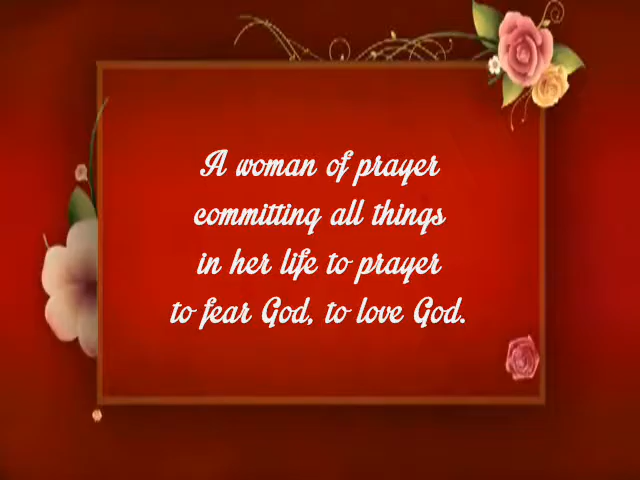 A woman of prayer
committing all things
in her life to prayer
to fear God, to love God.